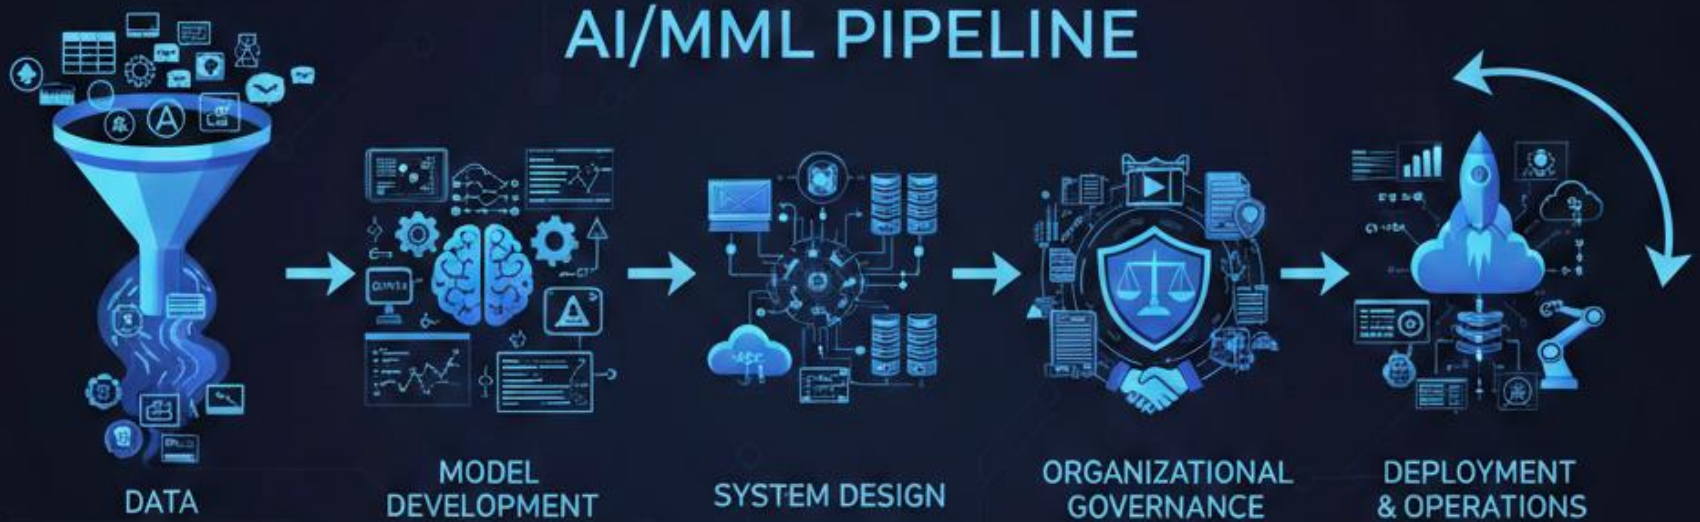 AI/MML PIPELINE
A
DATA
MODEL
DEVELOPMENT
SYSTEM DESIGN
ORGANIZATIONAL
GOVERNANCE
DEPLOYMENT
& OPERATIONS